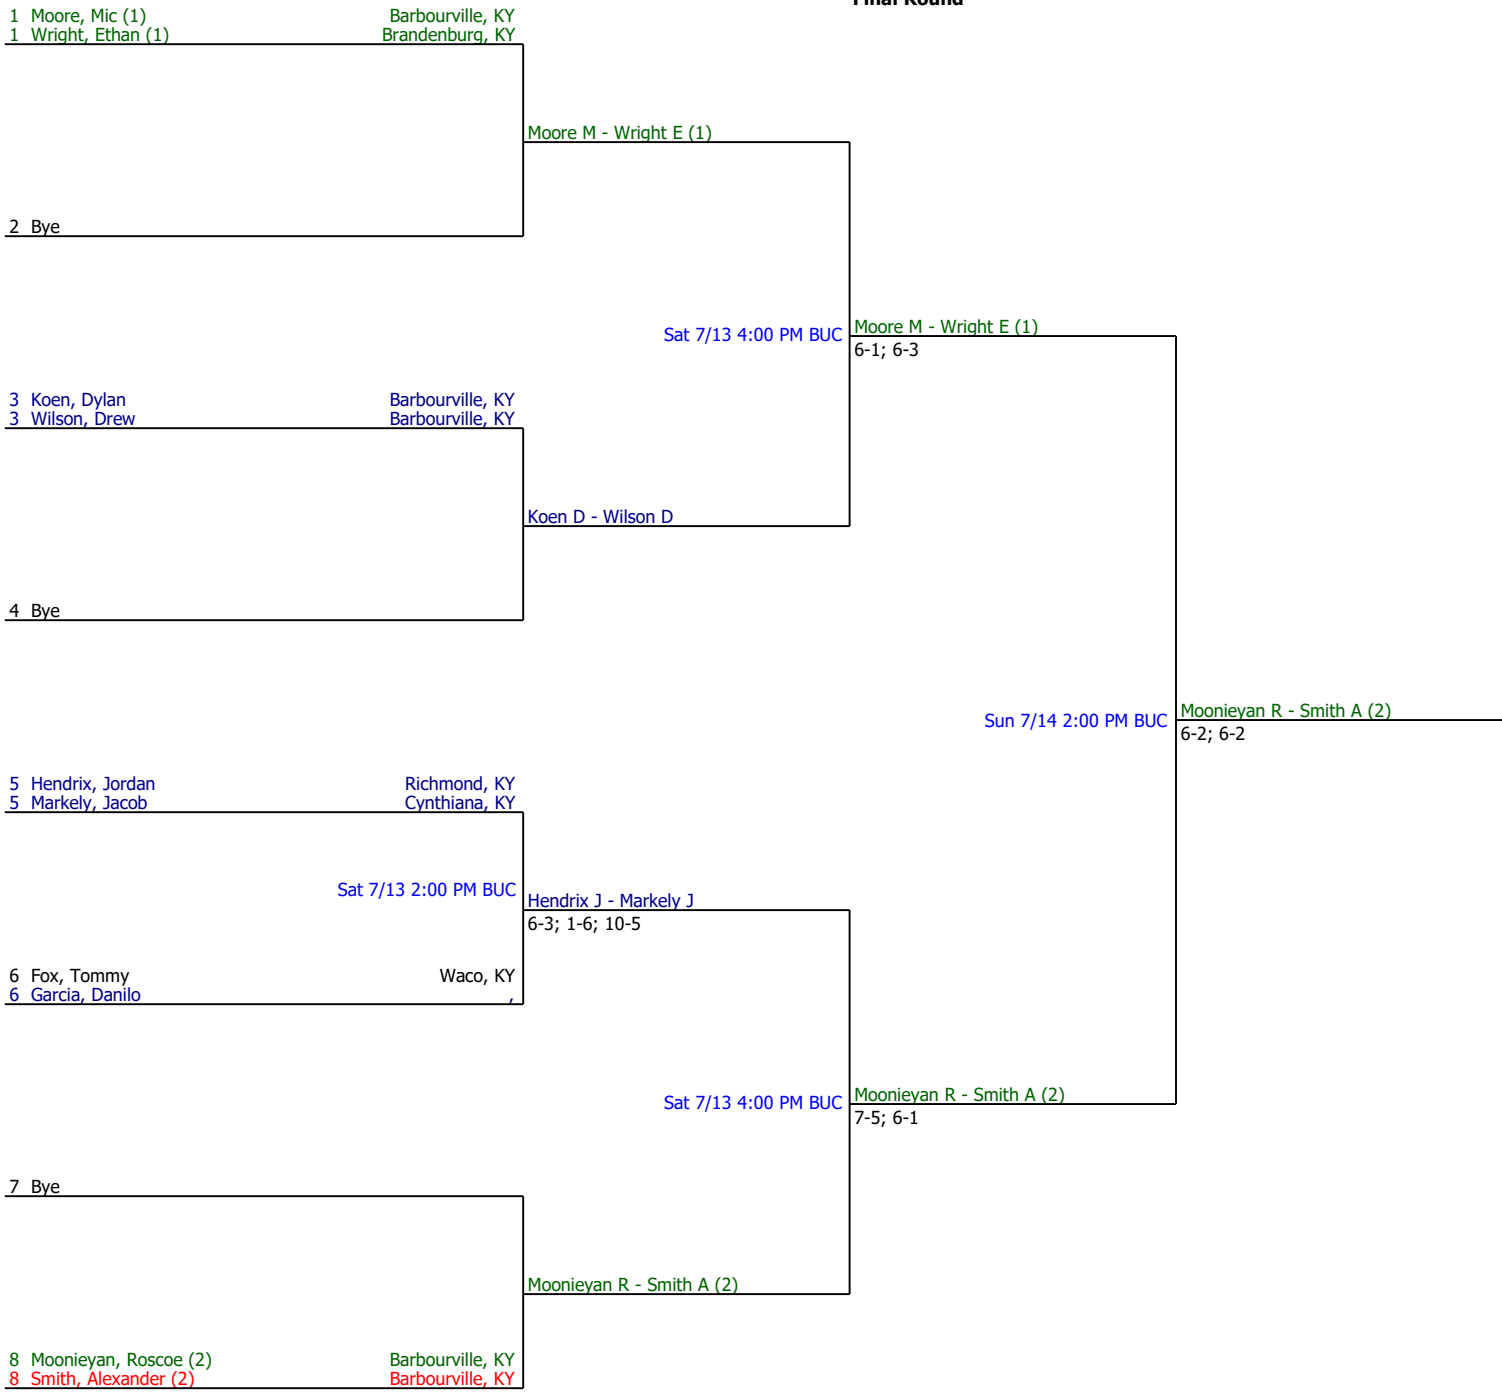 Final Round
1 Moore, Mic (1) Barbourville, KY
1 Wright, Ethan (1) Brandenburg, KY
Moore M - Wright E (1)
2 Bye
Sat 7/13 4:00 PM BUC
Moore M - Wright E (1)
6-1; 6-3
3 Koen, Dylan Barbourville, KY
3 Wilson, Drew Barbourville, KY
Koen D - Wilson D
4 Bye
Sun 7/14 2:00 PM BUC
Moonieyan R - Smith A (2)
6-2; 6-2
5 Hendrix, Jordan Richmond, KY
5 Markely, Jacob Cynthiana, KY
Sat 7/13 2:00 PM BUC
Hendrix J - Markely J
6-3; 1-6; 10-5
6 Fox, Tommy Waco, KY
6 Garcia, Danilo ,
Sat 7/13 4:00 PM BUC
Moonieyan R - Smith A (2)
7-5; 6-1
7 Bye
Moonieyan R - Smith A (2)
8 Moonieyan, Roscoe (2) Barbourville, KY
8 Smith, Alexander (2) Barbourville, KY